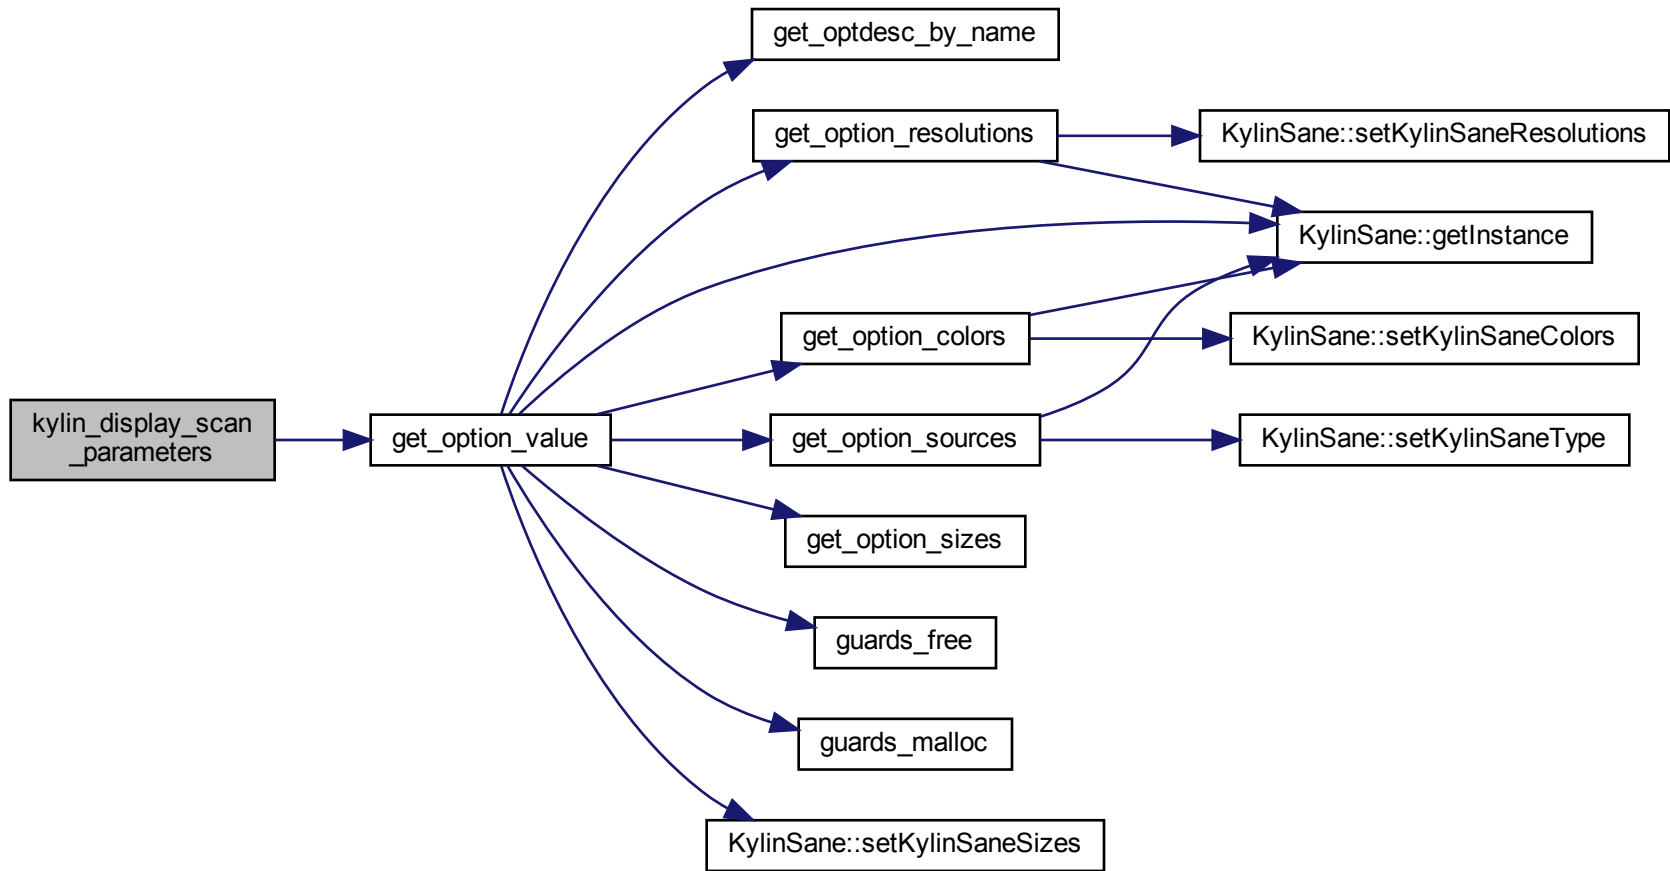 get_optdesc_by_name
get_option_resolutions
KylinSane::setKylinSaneResolutions
KylinSane::getInstance
get_option_colors
KylinSane::setKylinSaneColors
kylin_display_scan
_parameters
get_option_value
get_option_sources
KylinSane::setKylinSaneType
get_option_sizes
guards_free
guards_malloc
KylinSane::setKylinSaneSizes